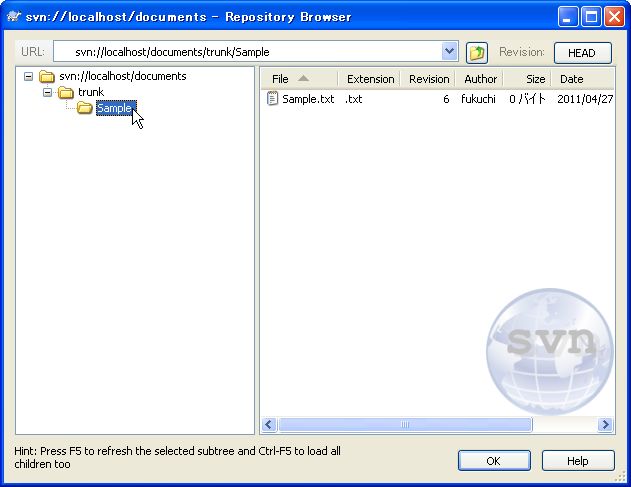 svn://localhost/documents - Repository Browser
URL: svn://localhost/documents/trunk/Sample Revision: HEAD
svn://localhost/documents
trunk
Sample
File Extension Revision Author Size Date
Sample.txt .txt 6 fukuchi 0 バイト 2011/04/27
svn
Hint: Press F5 to refresh the selected subtree and Ctrl-F5 to load all
children too
OK Help